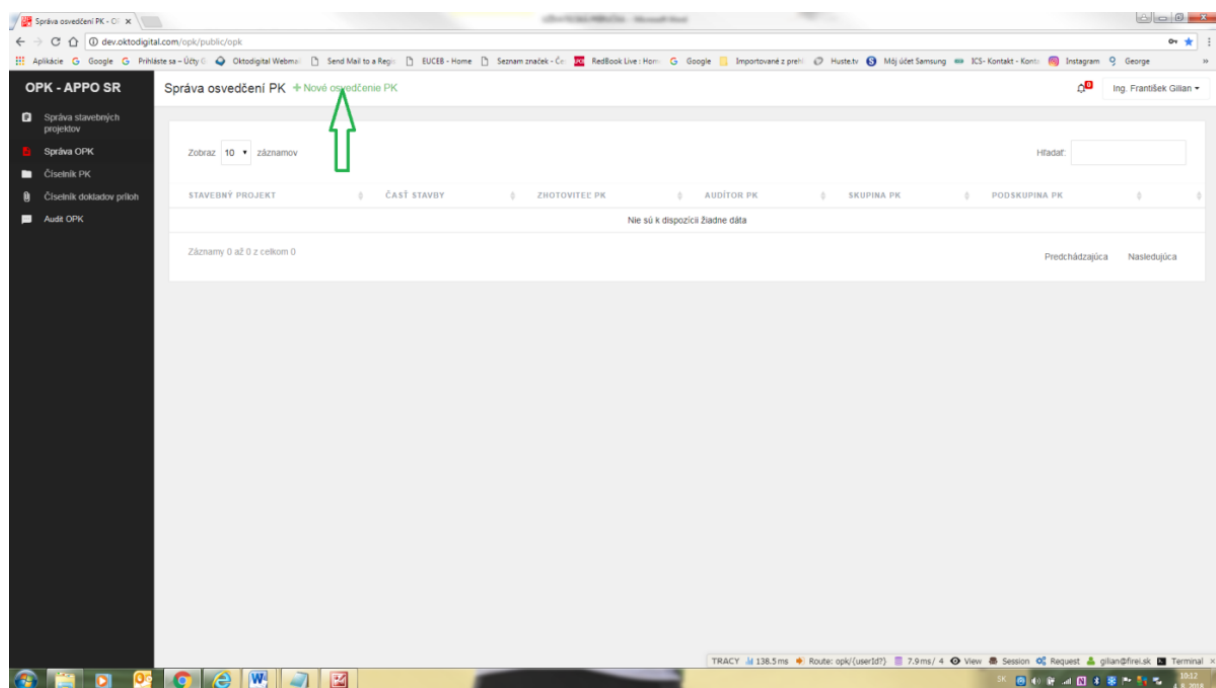 Správa osvedčení PK - O
dev.oktodigital.com/opk/public/opk
Aplikácie Google Prihláste sa – Účty G Oktodigital Webmai Send Mail to a Regi EUCEB - Home Seznam značek - Če RedBook Live : Hom Google Importované z prehl Huste.tv Môj účet Samsung ICS- Kontakt - Konta Instagram George
OPK - APPO SR
Správa osvedčení PK + Nové osvedčenie PK
0
Ing. František Gilian
Správa stavebných
projektov
Správa OPK
Číselník PK
Číselník dokladov príloh
Audit OPK
Zobraz 10 záznamov
Hľadať:
STAVEBNÝ PROJEKT ČASŤ STAVBY ZHOTOVITEĽ PK AUDÍTOR PK SKUPINA PK PODSKUPINA PK
Nie sú k dispozícii žiadne dáta
Záznamy 0 až 0 z celkom 0
Predchádzajúca Nasledujúca
TRACY 138.5 ms Route: opk/{userId?} 7.9 ms / 4 View Session Request gilian@firei.sk Terminal ×
SK
10:12